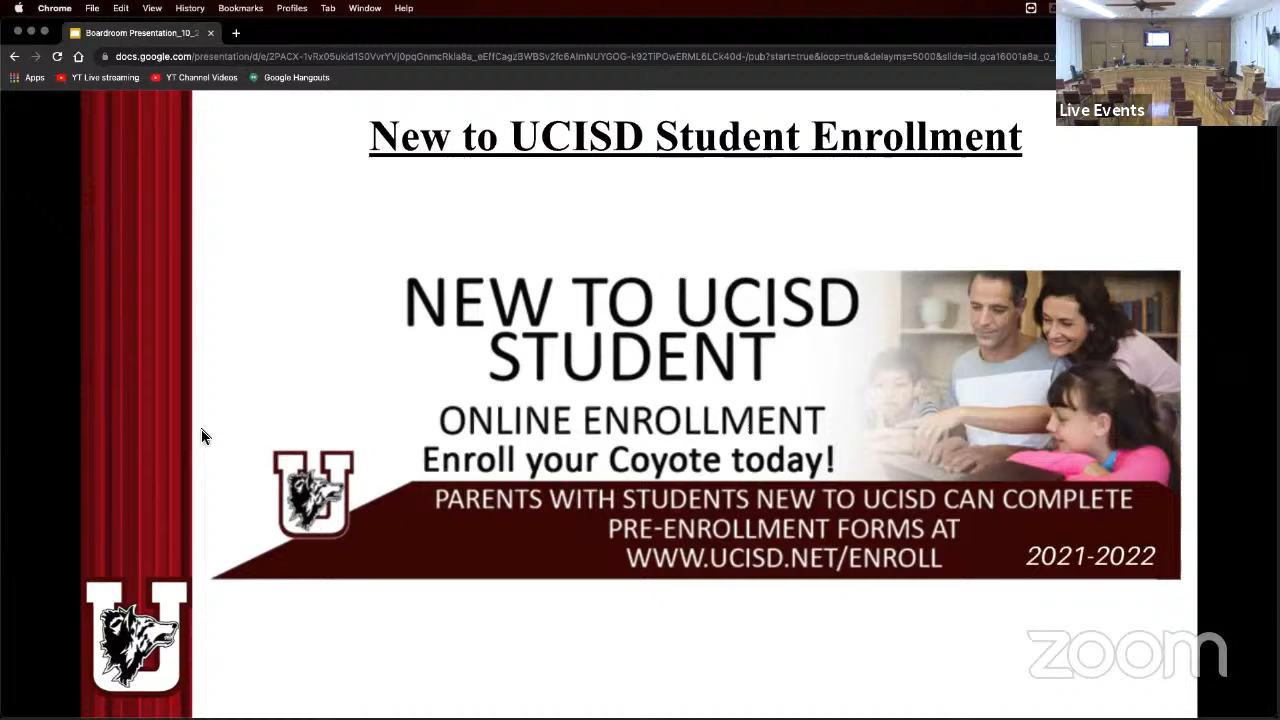 Chrome File Edit View History Bookmarks Profiles Tab Window Help
Boardroom Presentation_10_2
Apps YT Live streaming YT Channel Videos Google Hangouts
Live Events
New to UCISD Student Enrollment
NEW TO UCISD
STUDENT
ONLINE ENROLLMENT
Enroll your Coyote today!
PARENTS WITH STUDENTS NEW TO UCISD CAN COMPLETE
PRE-ENROLLMENT FORMS AT
WWW.UCISD.NET/ENROLL
2021-2022
U
U
zoom